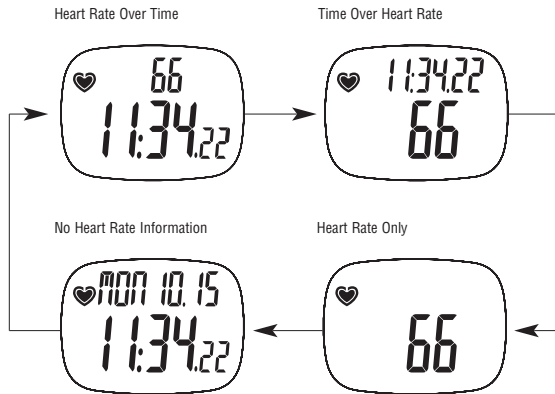 Heart Rate Over Time
66
11:34.22
Time Over Heart Rate
11:34.22
66
No Heart Rate Information
MON 10.15
11:34.22
Heart Rate Only
66